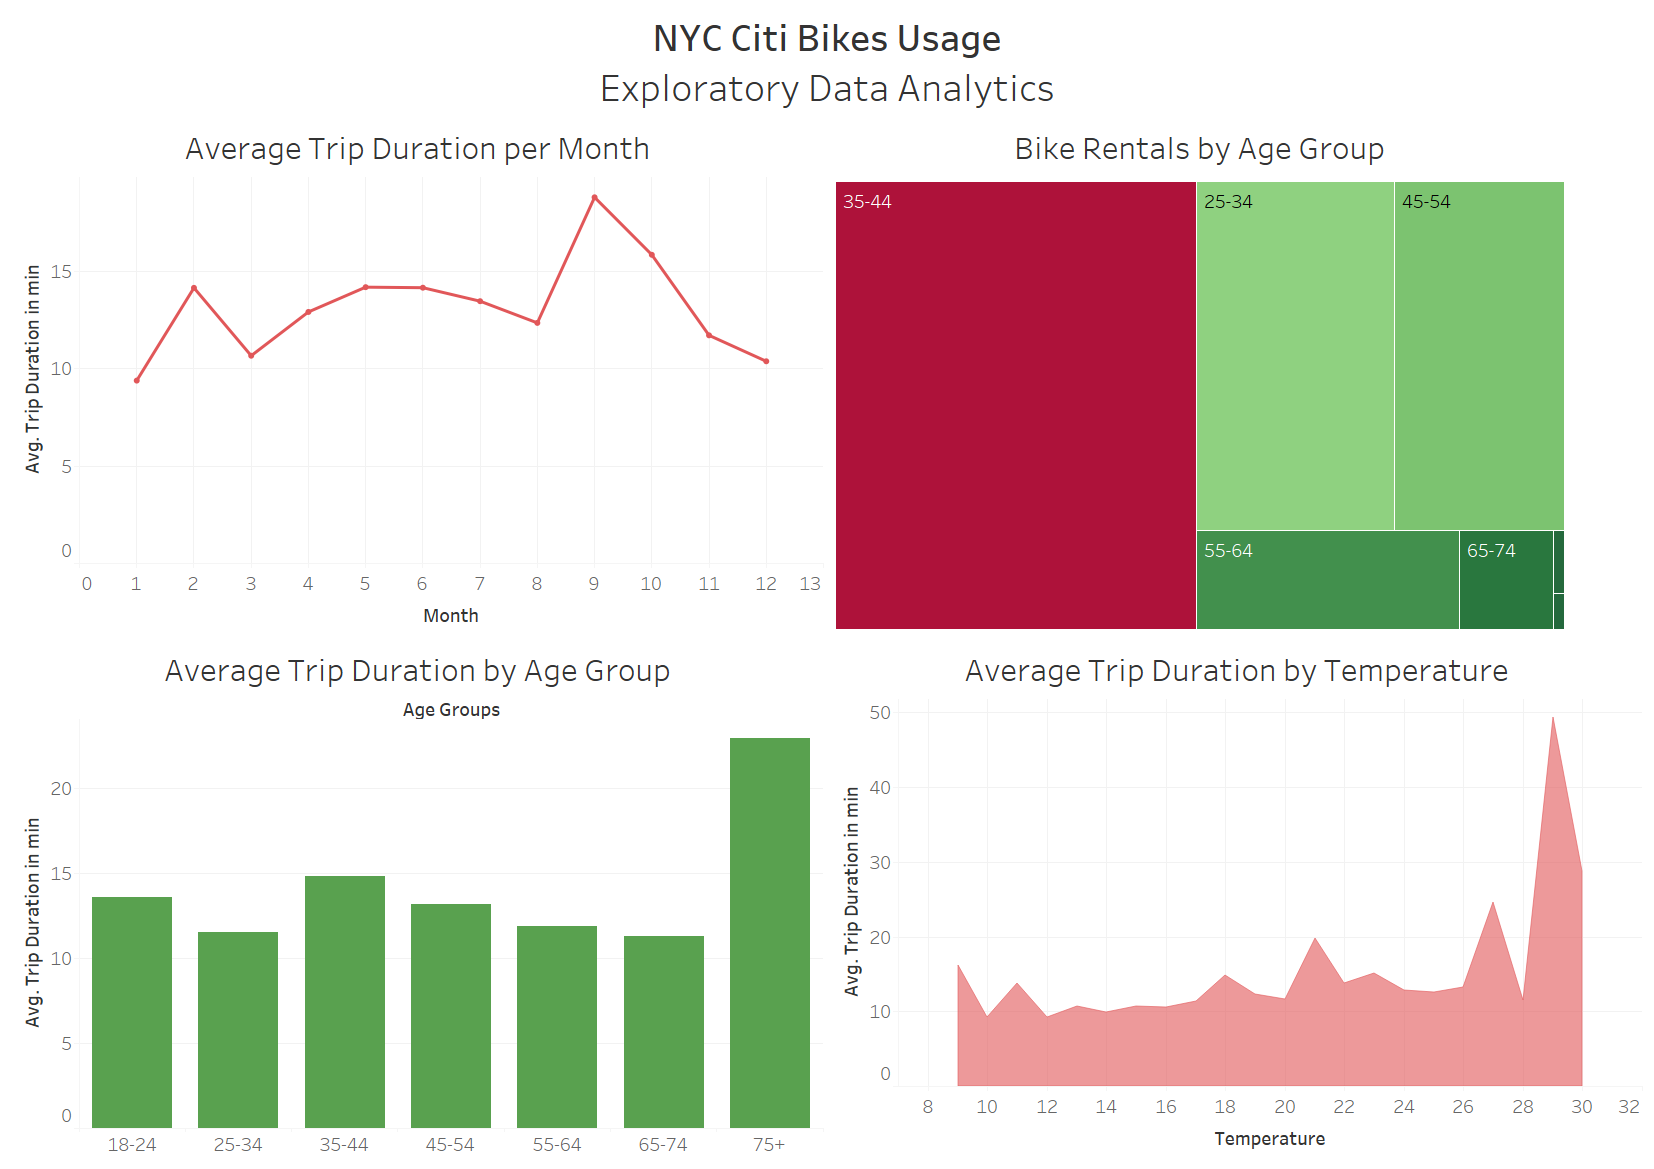 NYC Citi Bikes Usage
Exploratory Data Analytics
Average Trip Duration per Month
Avg. Trip Duration in min
15
10
5
0
0 1 2 3 4 5 6 7 8 9 10 11 12 13
Month
Bike Rentals by Age Group
35-44
25-34
45-54
55-64
65-74
Average Trip Duration by Age Group
Age Groups
Avg. Trip Duration in min
20
15
10
5
0
18-24 25-34 35-44 45-54 55-64 65-74 75+
Average Trip Duration by Temperature
Avg. Trip Duration in min
50
40
30
20
10
0
8 10 12 14 16 18 20 22 24 26 28 30 32
Temperature